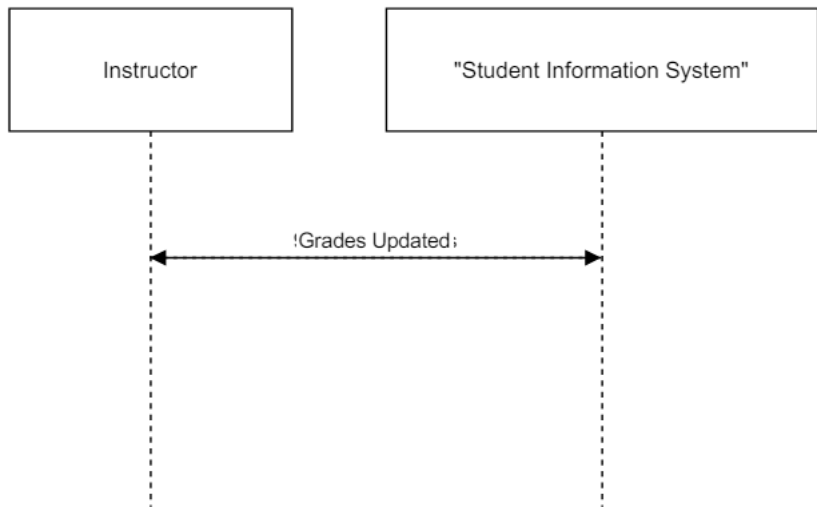 Instructor
"Student Information System"
Grades Updated